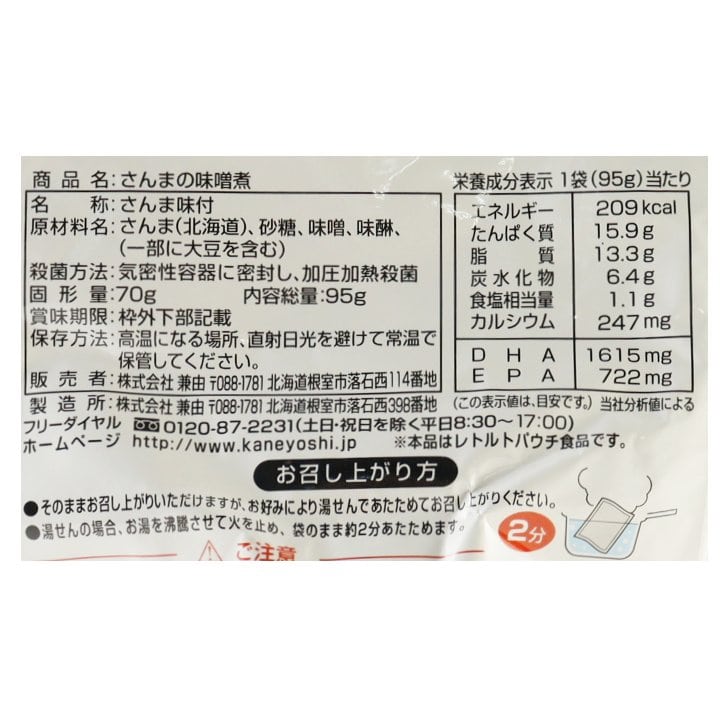 商品名:さんまの味噌煮
名称:さんま味付
原材料名:さんま(北海道)、砂糖、味噌、味醂、
(一部に大豆を含む)
殺菌方法:気密性容器に密封し、加圧加熱殺菌
固形量:70g 内容総量:95g
賞味期限:枠外下部記載
保存方法:高温になる場所、直射日光を避けて常温で
保管してください。
販売者:株式会社 兼由 〒088-1781 北海道根室市落石西114番地
製造所:株式会社 兼由 〒088-1781 北海道根室市落石西398番地
フリーダイヤル 0120-87-2231(土日・祝日を除く平日8:30～17:00)
ホームページ http://www.kaneyoshi.jp ※本品はレトルトパウチ食品です。
栄養成分表示 1袋(95g)当たり
エネルギー 209kcal
たんぱく質 15.9g
脂質 13.3g
炭水化物 6.4g
食塩相当量 1.1g
カルシウム 247mg
DHA 1615mg
EPA 722mg
(この表示値は、目安です。) 当社分析値による
お召し上がり方
●そのままお召し上がりいただけますが、お好みにより湯せんであたためてお召し上がりください。
●湯せんの場合、お湯を沸騰させて火を止め、袋のまま約2分あたためます。
2分
ご注意